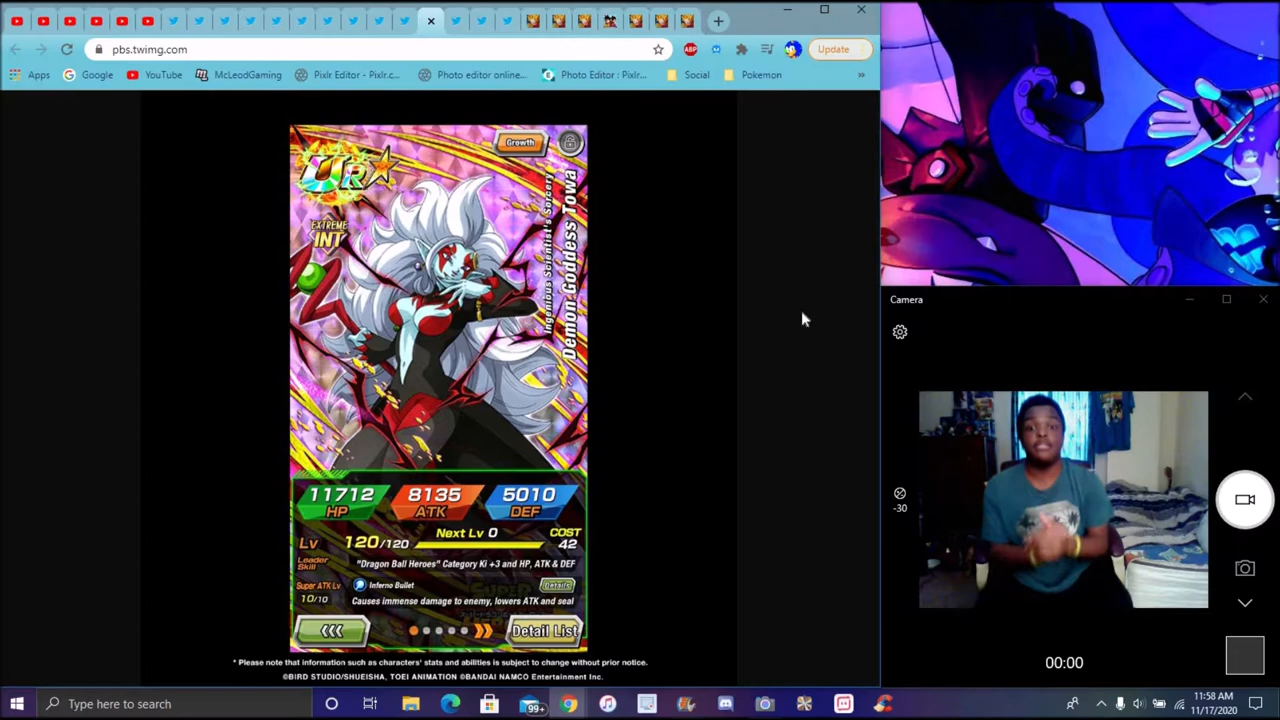 pbs.twimg.com
ABP
Update
Apps
Google
YouTube
McLeodGaming
Pixlr Editor - Pixlr.c...
Photo editor online...
Photo Editor : Pixlr...
Social
Pokemon
»
Growth
UR
EXTREME
INT
Ingenious Scientist's Sorcery
Demon Goddess Towa
11712
HP
8135
ATK
5010
DEF
Next Lv 0
COST
42
Lv 120/120
Leader
Skill
"Dragon Ball Heroes" Category Ki +3 and HP, ATK & DEF
Super ATK Lv
10/10
Inferno Bullet
Details
Causes immense damage to enemy, lowers ATK and seal
Detail List
* Please note that information such as characters' stats and abilities is subject to change without prior notice.
©BIRD STUDIO/SHUEISHA, TOEI ANIMATION ©BANDAI NAMCO Entertainment Inc.
Camera
-30
00:00
Type here to search
99+
11:58 AM
11/17/2020